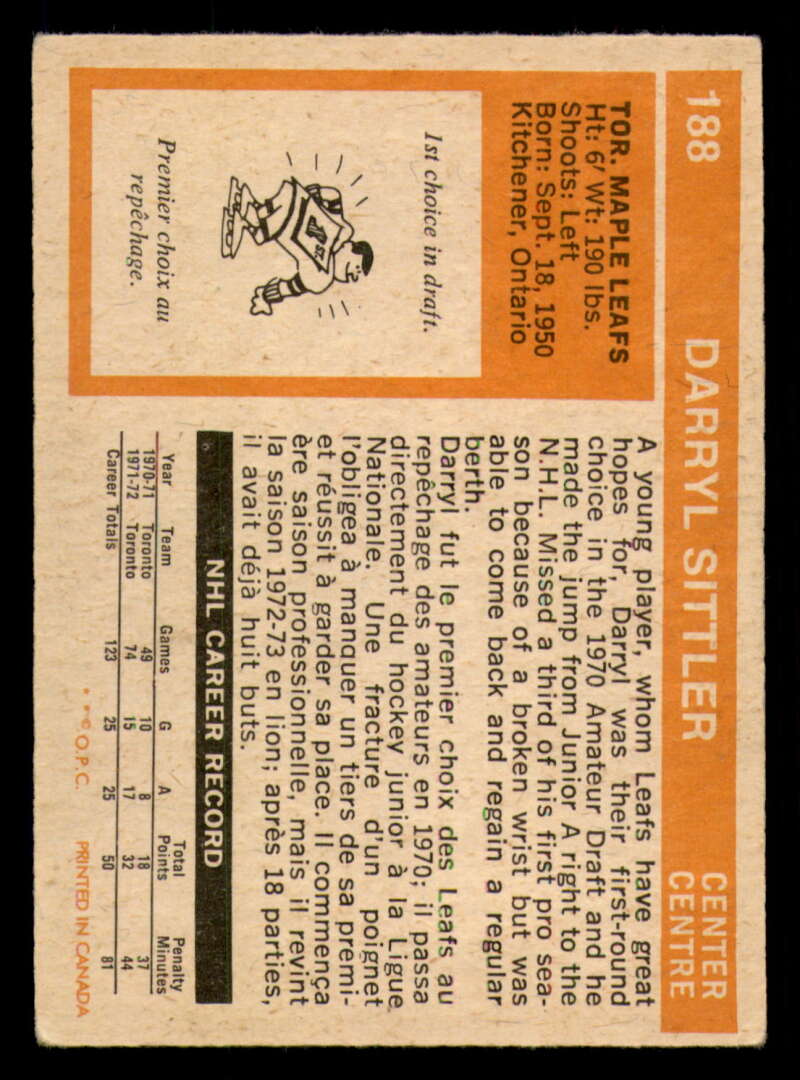 188 DARRYL SITTLER CENTER
CENTRE
TOR. MAPLE LEAFS
Ht: 6' Wt: 190 lbs.
Shoots: Left
Born: Sept. 18, 1950
Kitchener, Ontario
1st choice in draft.
1st.
Premier choix au
repêchage.
A young player, whom Leafs have great
hopes for, Darryl was their first-round
choice in the 1970 Amateur Draft and he
made the jump from Junior A right to the
N.H.L. Missed a third of his first pro sea-
son because of a broken wrist but was
able to come back and regain a regular
berth.
Darryl fut le premier choix des Leafs au
repêchage des amateurs en 1970; il passa
directement du hockey junior à la Ligue
Nationale. Une fracture d'un poignet
l'obligea à manquer un tiers de sa premi-
ère saison professionnelle, mais il revint
et réussit à garder sa place. Il commença
la saison 1972-73 en lion; après 18 parties,
il avait déjà huit buts.
NHL CAREER RECORD
Year Team Games G A Total Points Penalty Minutes
1970-71 Toronto 49 10 8 18 37
1971-72 Toronto 74 15 17 32 44
Career Totals 123 25 25 50 81
* * © O.P.C. PRINTED IN CANADA